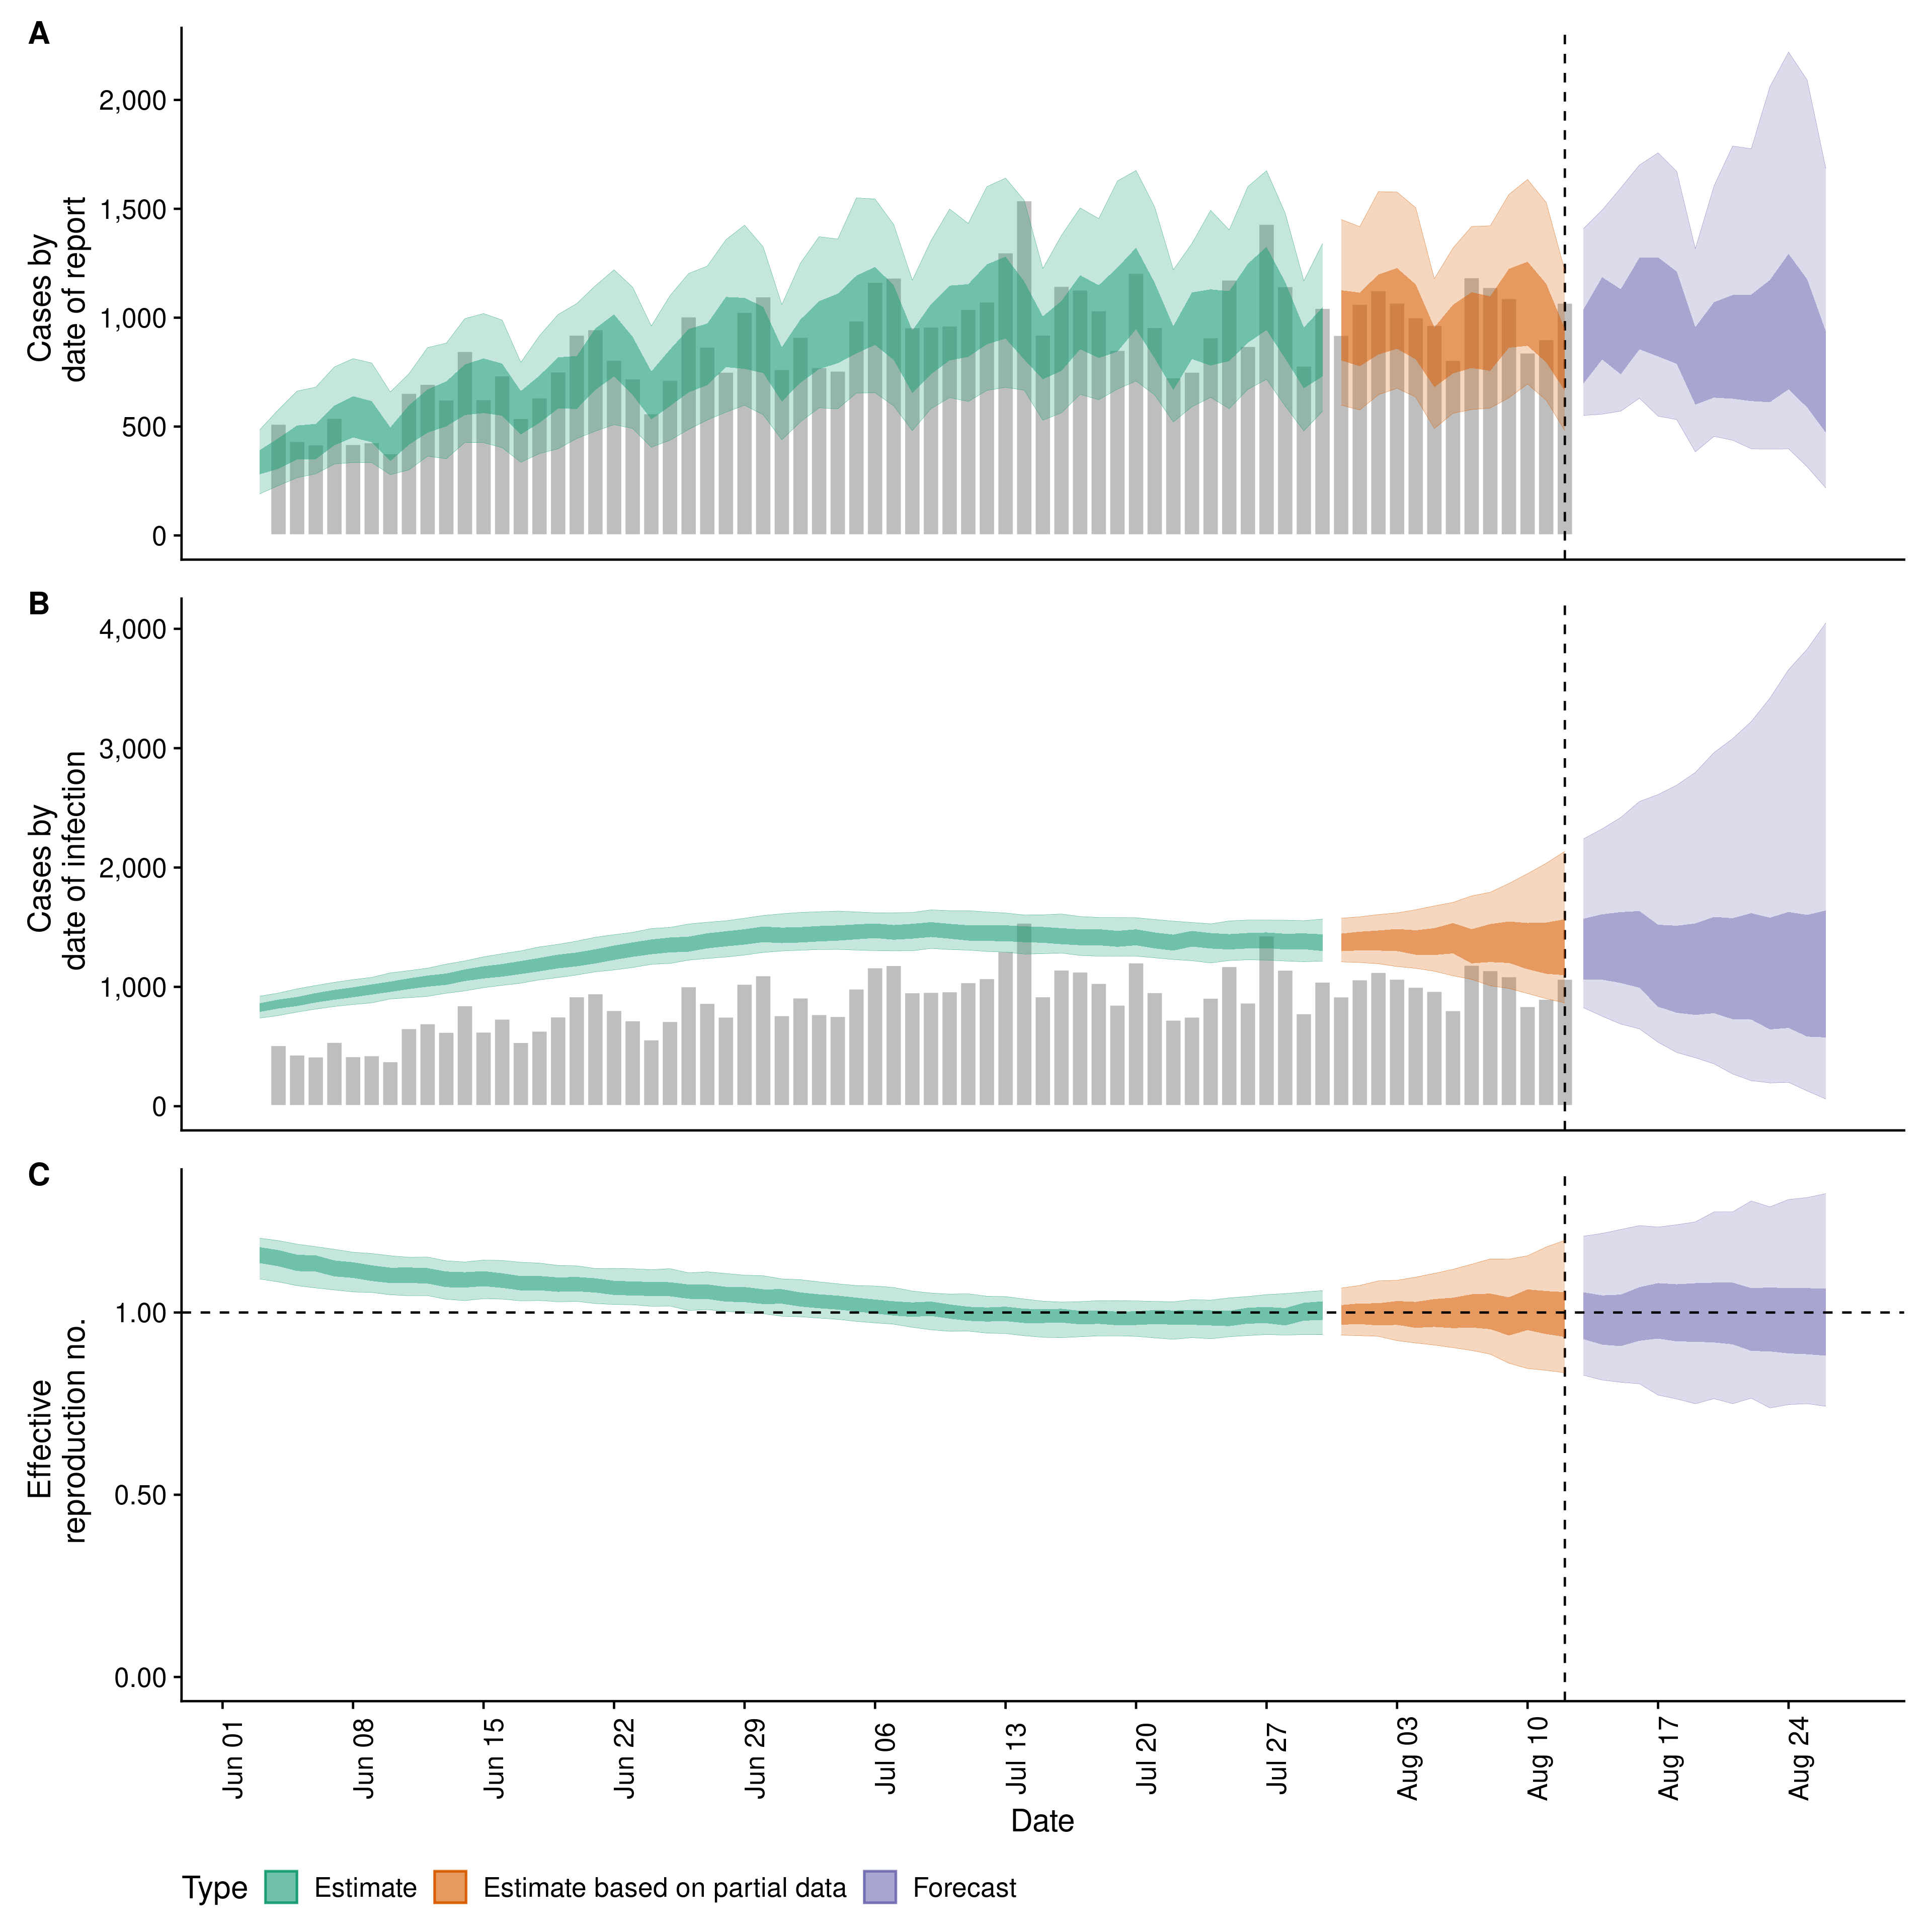 A
Cases by
date of report
2,000
1,500
1,000
500
0
B
Cases by
date of infection
4,000
3,000
2,000
1,000
0
C
Effective
reproduction no.
1.00
0.50
0.00
Jun 01
Jun 08
Jun 15
Jun 22
Jun 29
Jul 06
Jul 13
Jul 20
Jul 27
Aug 03
Aug 10
Aug 17
Aug 24
Date
Type
Estimate
Estimate based on partial data
Forecast